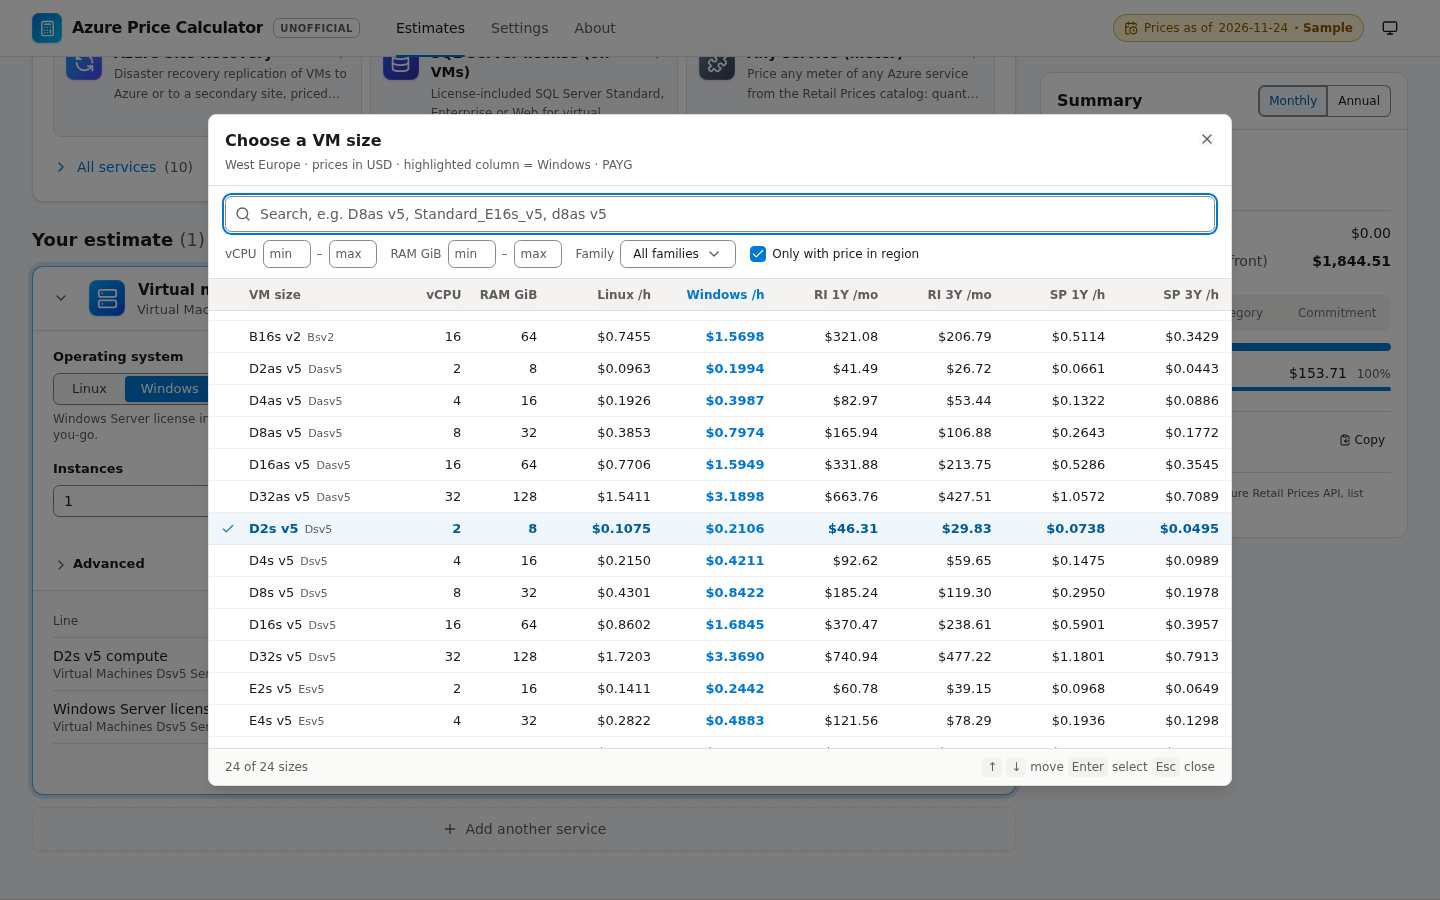 Azure Price Calculator UNOFFICIAL Estimates Settings About Prices as of 2026-11-24 · Sample
Disaster recovery replication of VMs to
Azure or to a secondary site, priced…
VMs)
License-included SQL Server Standard,
Enterprise or Web for virtual
Price any meter of any Azure service
from the Retail Prices catalog: quant…
All services (10)
Summary Monthly Annual
Choose a VM size
West Europe · prices in USD · highlighted column = Windows · PAYG
Search, e.g. D8as v5, Standard_E16s_v5, d8as v5
vCPU min – max RAM GiB min – max Family All families Only with price in region
VM size vCPU RAM GiB Linux /h Windows /h RI 1Y /mo RI 3Y /mo SP 1Y /h SP 3Y /h
B16s v2 Bsv2 16 64 $0.7455 $1.5698 $321.08 $206.79 $0.5114 $0.3429
D2as v5 Dasv5 2 8 $0.0963 $0.1994 $41.49 $26.72 $0.0661 $0.0443
D4as v5 Dasv5 4 16 $0.1926 $0.3987 $82.97 $53.44 $0.1322 $0.0886
D8as v5 Dasv5 8 32 $0.3853 $0.7974 $165.94 $106.88 $0.2643 $0.1772
D16as v5 Dasv5 16 64 $0.7706 $1.5949 $331.88 $213.75 $0.5286 $0.3545
D32as v5 Dasv5 32 128 $1.5411 $3.1898 $663.76 $427.51 $1.0572 $0.7089
D2s v5 Dsv5 2 8 $0.1075 $0.2106 $46.31 $29.83 $0.0738 $0.0495
D4s v5 Dsv5 4 16 $0.2150 $0.4211 $92.62 $59.65 $0.1475 $0.0989
D8s v5 Dsv5 8 32 $0.4301 $0.8422 $185.24 $119.30 $0.2950 $0.1978
D16s v5 Dsv5 16 64 $0.8602 $1.6845 $370.47 $238.61 $0.5901 $0.3957
D32s v5 Dsv5 32 128 $1.7203 $3.3690 $740.94 $477.22 $1.1801 $0.7913
E2s v5 Esv5 2 16 $0.1411 $0.2442 $60.78 $39.15 $0.0968 $0.0649
E4s v5 Esv5 4 32 $0.2822 $0.4883 $121.56 $78.29 $0.1936 $0.1298
24 of 24 sizes ↑ ↓ move Enter select Esc close
Your estimate (1)
Virtual
Virtual
Operating system
Linux Windows
Windows Server license
you-go.
Instances
1
Advanced
Line
D2s v5 compute
Virtual Machines Dsv5
Windows Server
Virtual Machines Dsv5
Add another service
$0.00
$1,844.51
Commitment
$153.71 100%
Copy
Retail Prices API, list